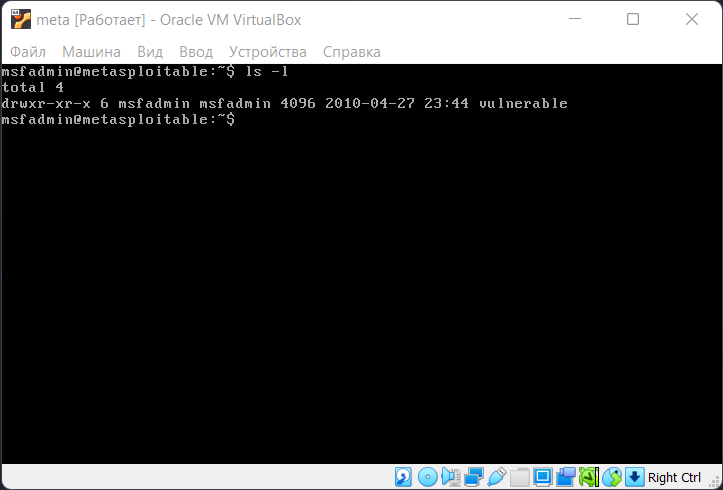 meta [Работает] - Oracle VM VirtualBox
Файл Машина Вид Ввод Устройства Справка
msfadmin@metasploitable:~$ ls -l
total 4
drwxr-xr-x 6 msfadmin msfadmin 4096 2010-04-27 23:44 vulnerable
msfadmin@metasploitable:~$
Right Ctrl